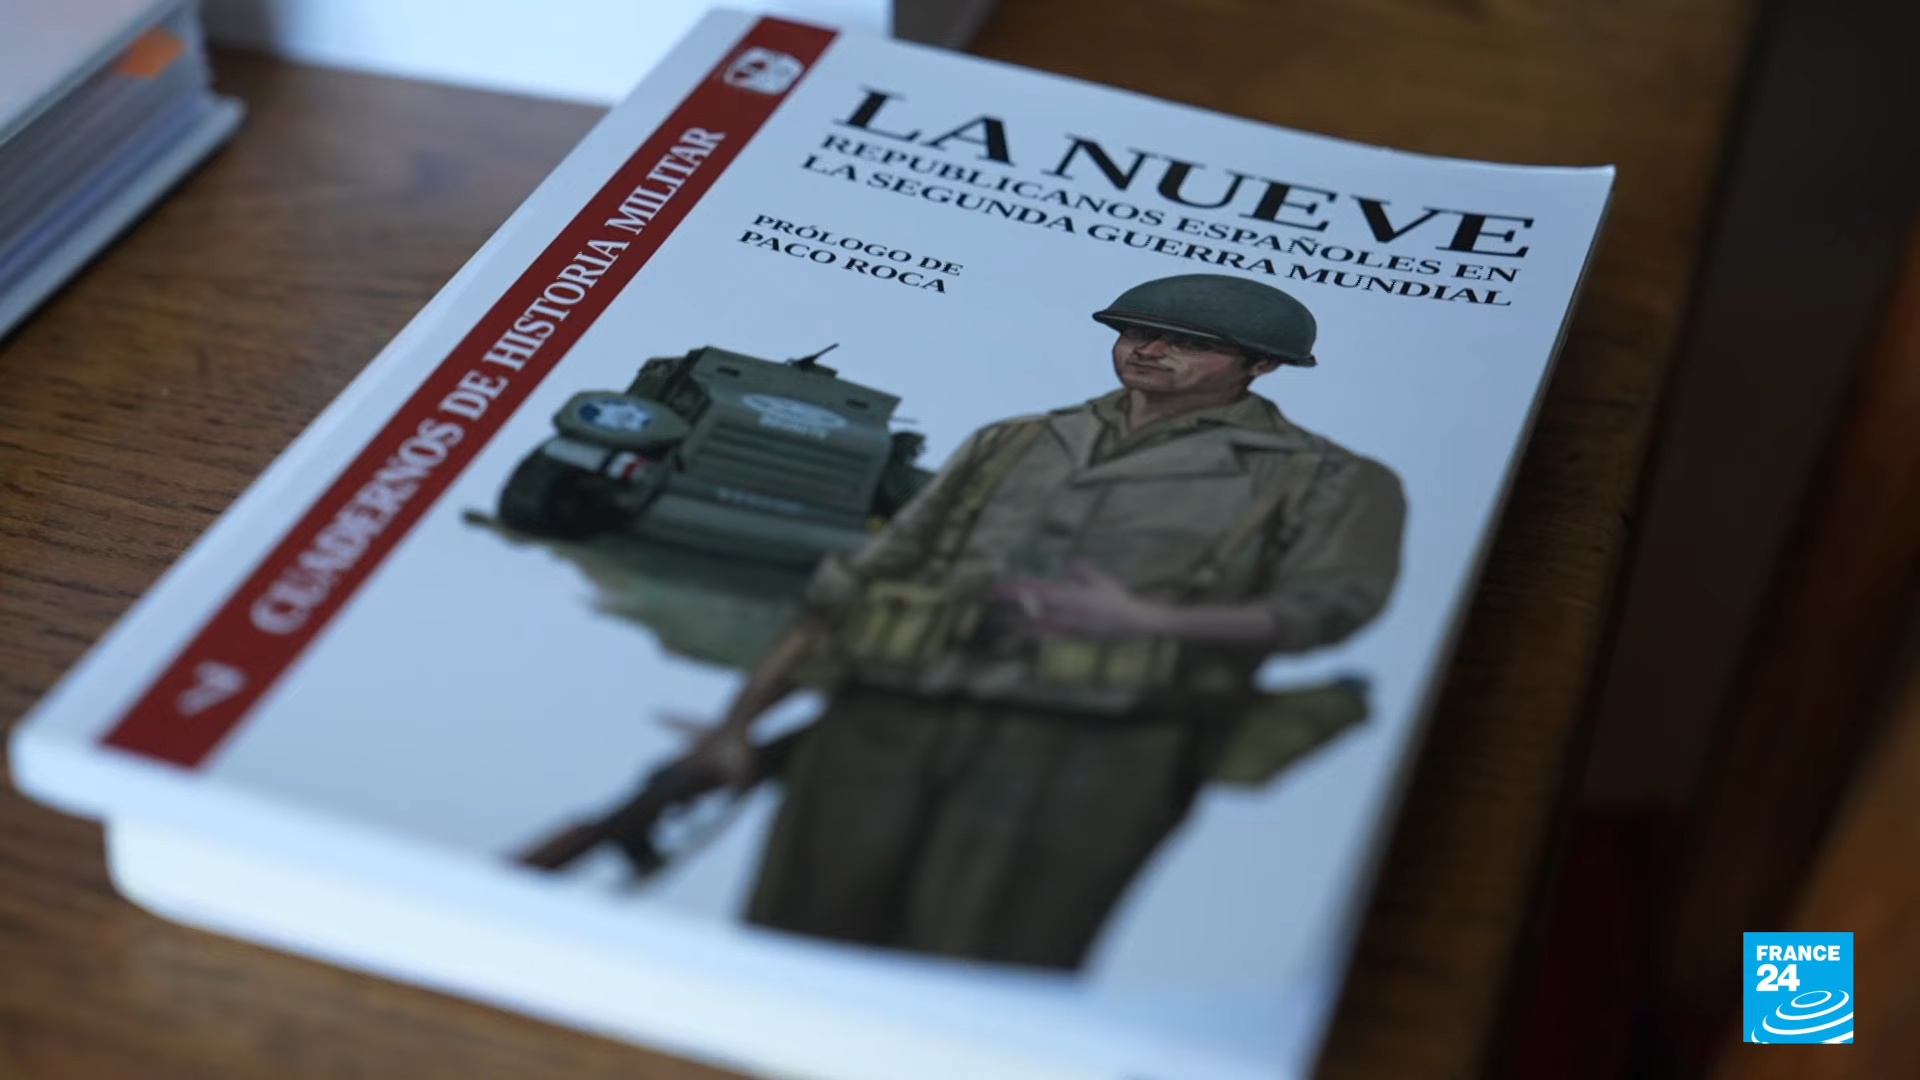 LA NUEVE
REPUBLICANOS ESPAÑOLES EN
LA SEGUNDA GUERRA MUNDIAL
PRÓLOGO DE
PACO ROCA
CUADERNOS DE HISTORIA MILITAR
FRANCE
24